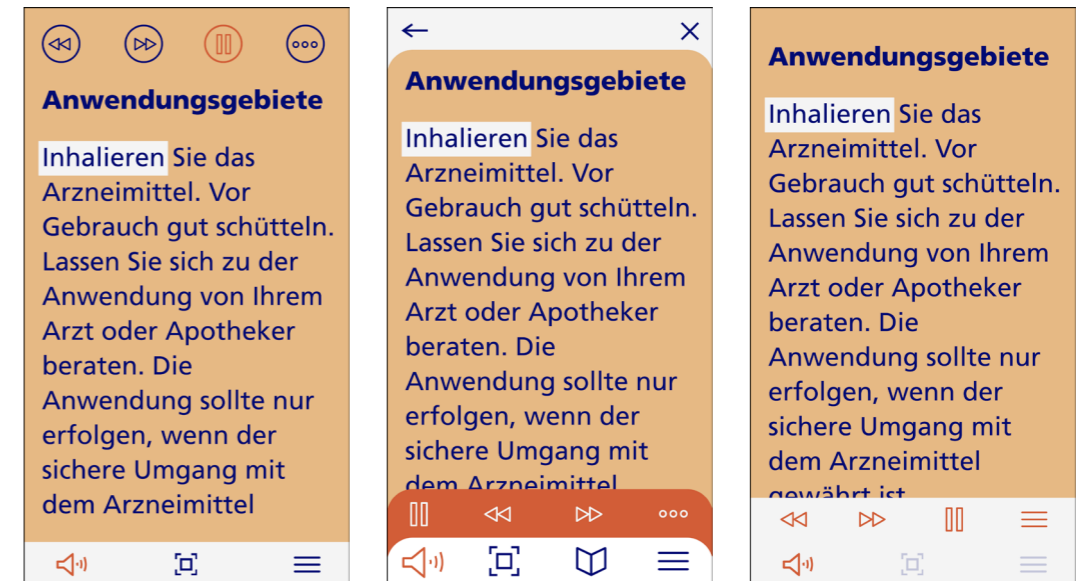 Anwendungsgebiete
Inhalieren Sie das
Arzneimittel. Vor
Gebrauch gut schütteln.
Lassen Sie sich zu der
Anwendung von Ihrem
Arzt oder Apotheker
beraten. Die
Anwendung sollte nur
erfolgen, wenn der
sichere Umgang mit
dem Arzneimittel
Anwendungsgebiete
Inhalieren Sie das
Arzneimittel. Vor
Gebrauch gut schütteln.
Lassen Sie sich zu der
Anwendung von Ihrem
Arzt oder Apotheker
beraten. Die
Anwendung sollte nur
erfolgen, wenn der
sichere Umgang mit
dem Arzneimittel
Anwendungsgebiete
Inhalieren Sie das
Arzneimittel. Vor
Gebrauch gut schütteln.
Lassen Sie sich zu der
Anwendung von Ihrem
Arzt oder Apotheker
beraten. Die
Anwendung sollte nur
erfolgen, wenn der
sichere Umgang mit
dem Arzneimittel
gewährt ist